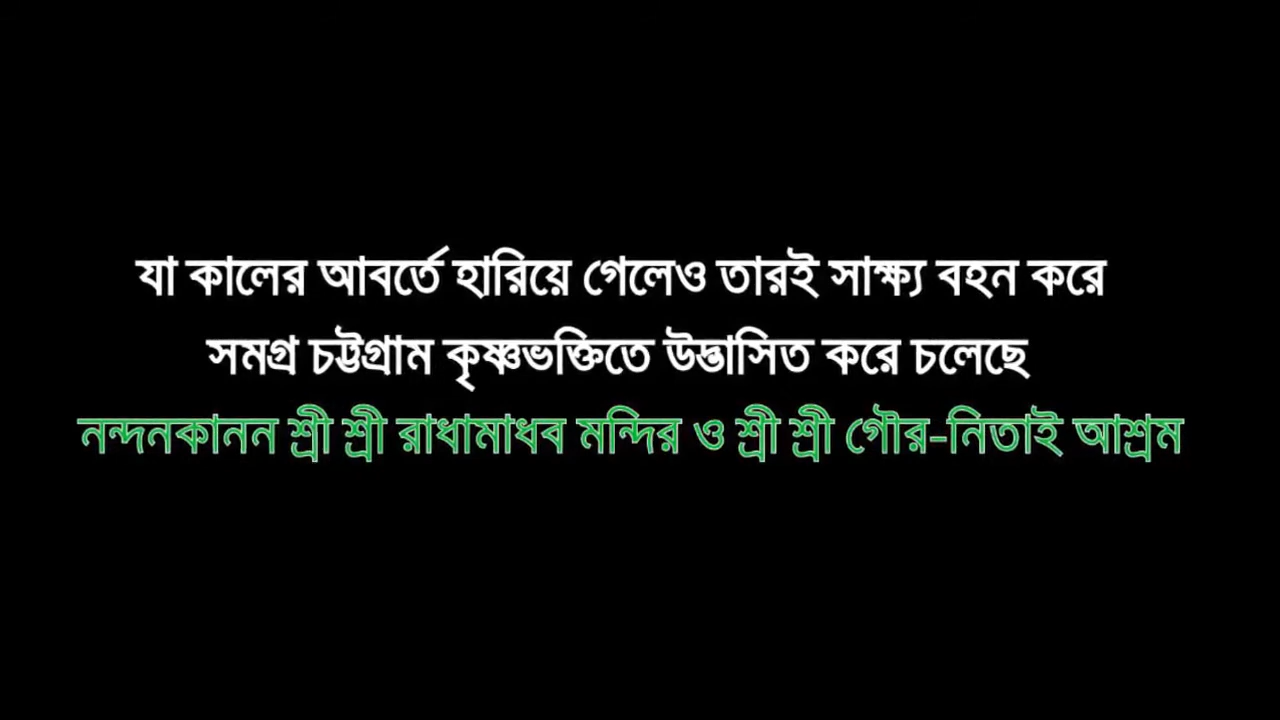 যা কালের আবর্তে হারিয়ে গেলেও তারই সাক্ষ্য বহন করে
সমগ্র চট্টগ্রাম কৃষ্ণভক্তিতে উদ্ভাসিত করে চলেছে
নন্দনকানন শ্রী শ্রী রাধামাধব মন্দির ও শ্রী শ্রী গৌর-নিতাই আশ্রম